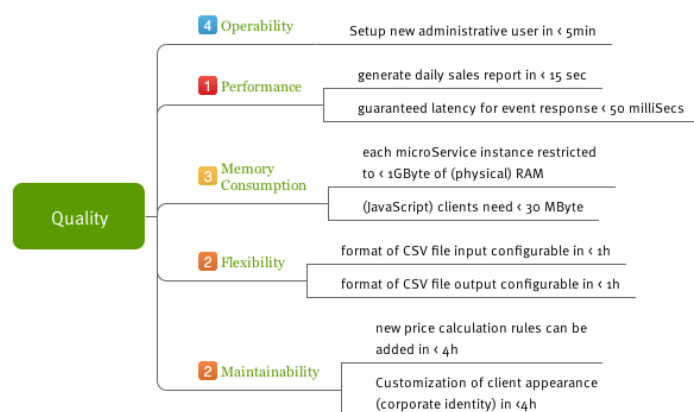 Quality
4 Operability
Setup new administrative user in < 5min
1 Performance
generate daily sales report in < 15 sec
guaranteed latency for event response < 50 milliSecs
3 Memory
Consumption
each microService instance restricted
to < 1GByte of (physical) RAM
(JavaScript) clients need < 30 MByte
2 Flexibility
format of CSV file input configurable in < 1h
format of CSV file output configurable in < 1h
2 Maintainability
new price calculation rules can be
added in < 4h
Customization of client appearance
(corporate identity) in <4h